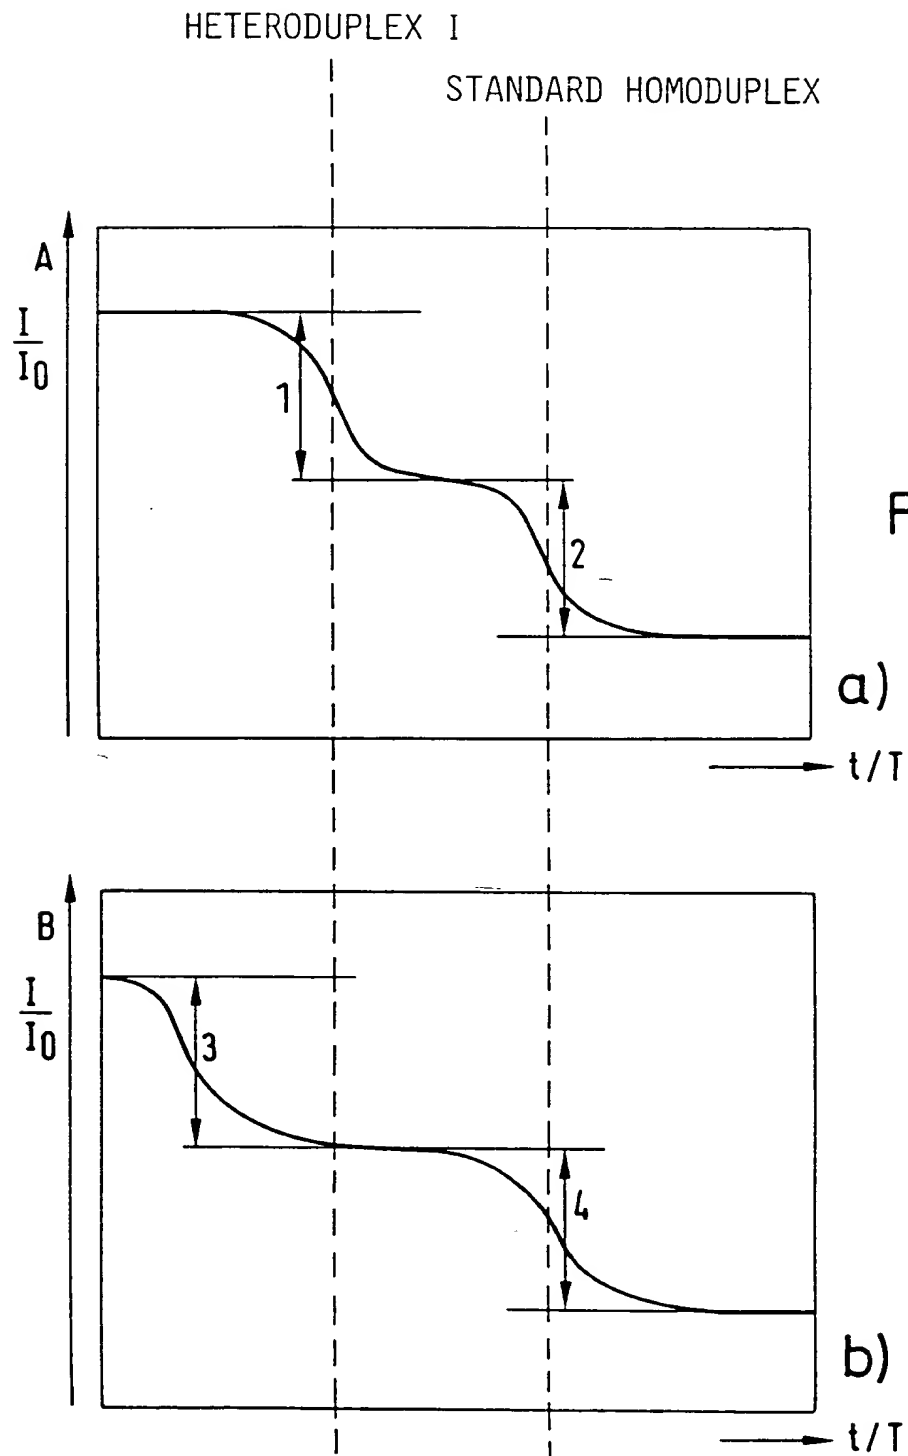 HETERODUPLEX I
STANDARD HOMODUPLEX
A
I
I0
1
2
F
a)
t/T
B
I
I0
3
4
b)
t/T